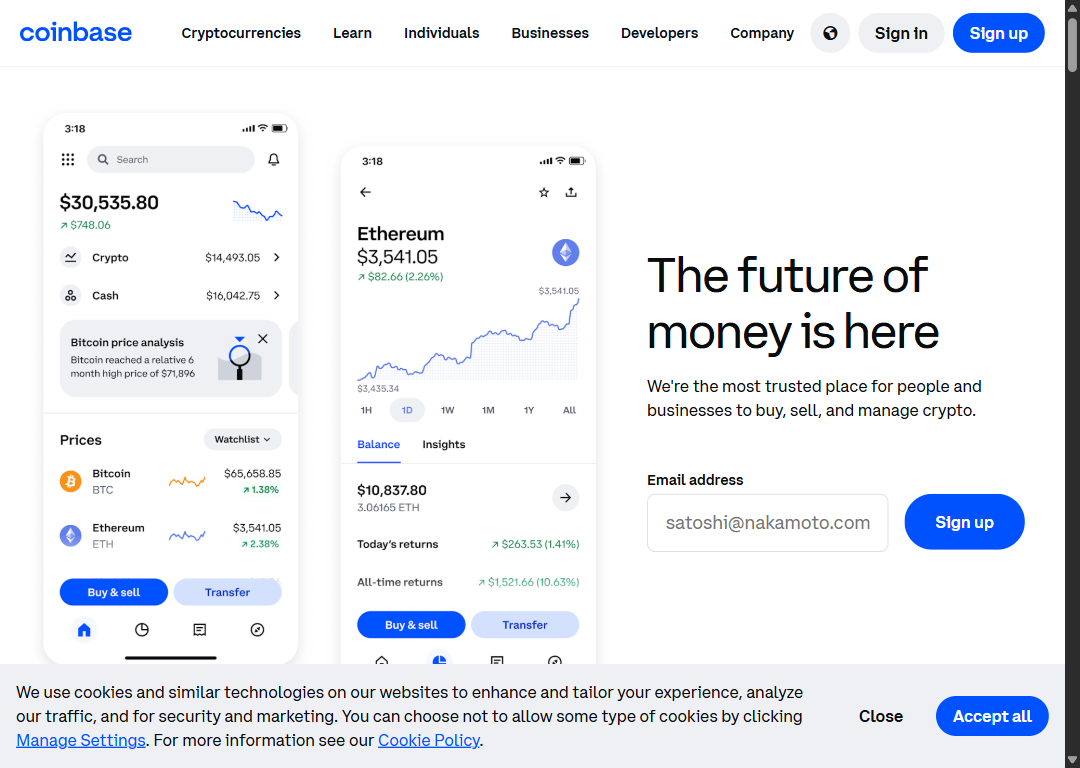 coinbase
Cryptocurrencies
Learn
Individuals
Businesses
Developers
Company
Sign in
Sign up
3:18
Search
$30,535.80
↗ $748.06
Crypto
$14,493.05
Cash
$16,042.75
Bitcoin price analysis
Bitcoin reached a relative 6
month high price of $71,896
Prices
Watchlist
Bitcoin
$65,658.85
BTC
↗ 1.38%
Ethereum
$3,541.05
ETH
↗ 2.38%
Buy & sell
Transfer
3:18
Ethereum
$3,541.05
↗ $82.66 (2.26%)
$3,541.05
$3,435.34
1H
1D
1W
1M
1Y
All
Balance
Insights
$10,837.80
3.06165 ETH
Today's returns
↗ $263.53 (1.41%)
All-time returns
↗ $1,521.66 (10.63%)
Buy & sell
Transfer
The future of
money is here
We're the most trusted place for people and
businesses to buy, sell, and manage crypto.
Email address
satoshi@nakamoto.com
Sign up
We use cookies and similar technologies on our websites to enhance and tailor your experience, analyze
our traffic, and for security and marketing. You can choose not to allow some type of cookies by clicking
Manage Settings. For more information see our Cookie Policy.
Close
Accept all